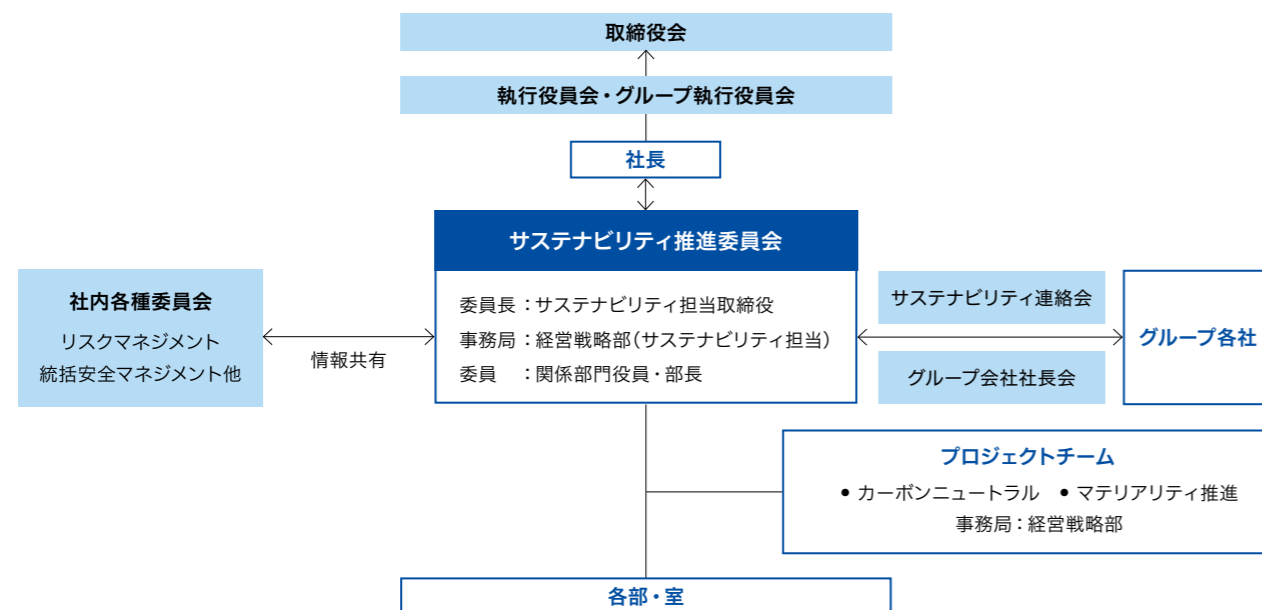 取締役会
執行役員会・グループ執行役員会
社長
サステナビリティ推進委員会
委員長：サステナビリティ担当取締役
事務局：経営戦略部（サステナビリティ担当）
委員　：関係部門役員・部長
社内各種委員会
リスクマネジメント
統括安全マネジメント他
情報共有
サステナビリティ連絡会
グループ会社社長会
グループ各社
プロジェクトチーム
● カーボンニュートラル　● マテリアリティ推進
事務局：経営戦略部
各部・室